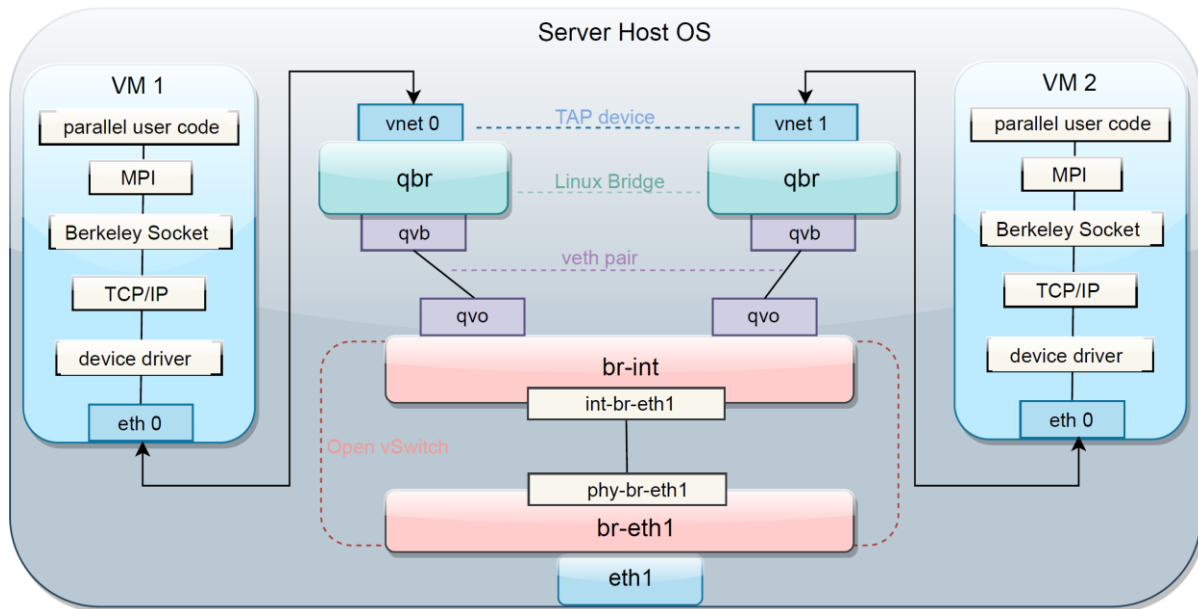 Server Host OS
VM 1
parallel user code
MPI
Berkeley Socket
TCP/IP
device driver
eth 0
vnet 0
TAP device
vnet 1
qbr
Linux Bridge
qbr
qvb
qvb
veth pair
qvo
qvo
br-int
int-br-eth1
Open vSwitch
phy-br-eth1
br-eth1
eth1
VM 2
parallel user code
MPI
Berkeley Socket
TCP/IP
device driver
eth 0